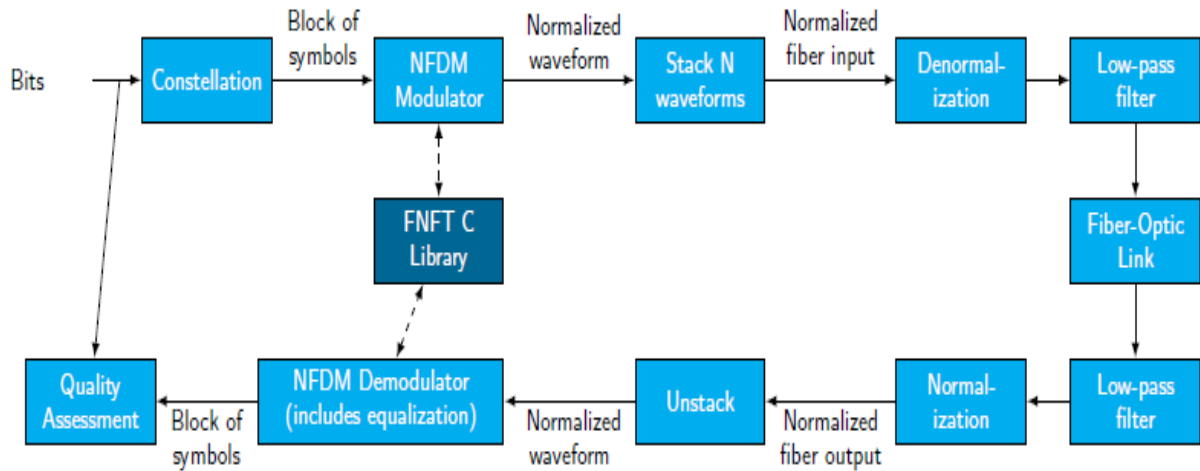 Bits
Constellation
Block of
symbols
NFDM
Modulator
Normalized
waveform
Stack N
waveforms
Normalized
fiber input
Denormal-
ization
Low-pass
filter
FNFT C
Library
Fiber-Optic
Link
Quality
Assessment
Block of
symbols
NFDM Demodulator
(includes equalization)
Normalized
waveform
Unstack
Normalized
fiber output
Normal-
ization
Low-pass
filter